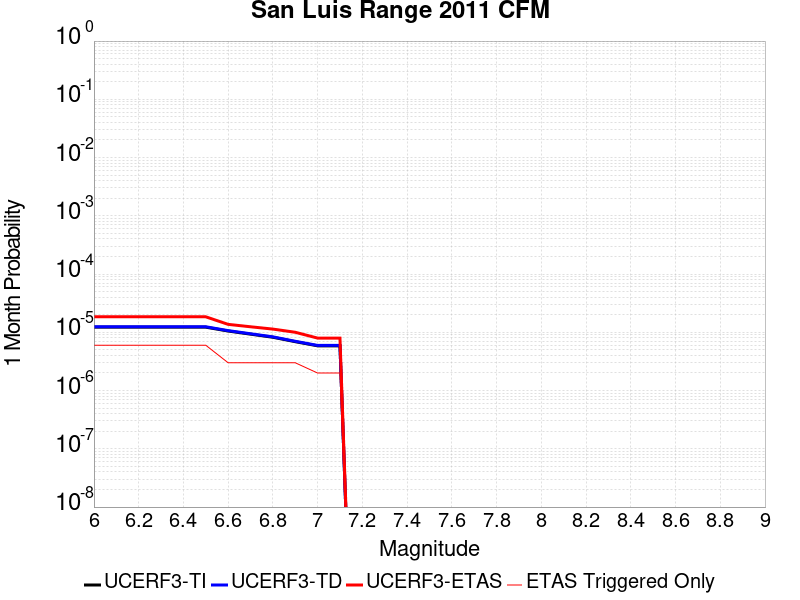 San Luis Range 2011 CFM
10^0
10^-1
10^-2
10^-3
10^-4
10^-5
10^-6
10^-7
10^-8
1 Month Probability
6 6.2 6.4 6.6 6.8 7 7.2 7.4 7.6 7.8 8 8.2 8.4 8.6 8.8 9
Magnitude
UCERF3-TI UCERF3-TD UCERF3-ETAS ETAS Triggered Only